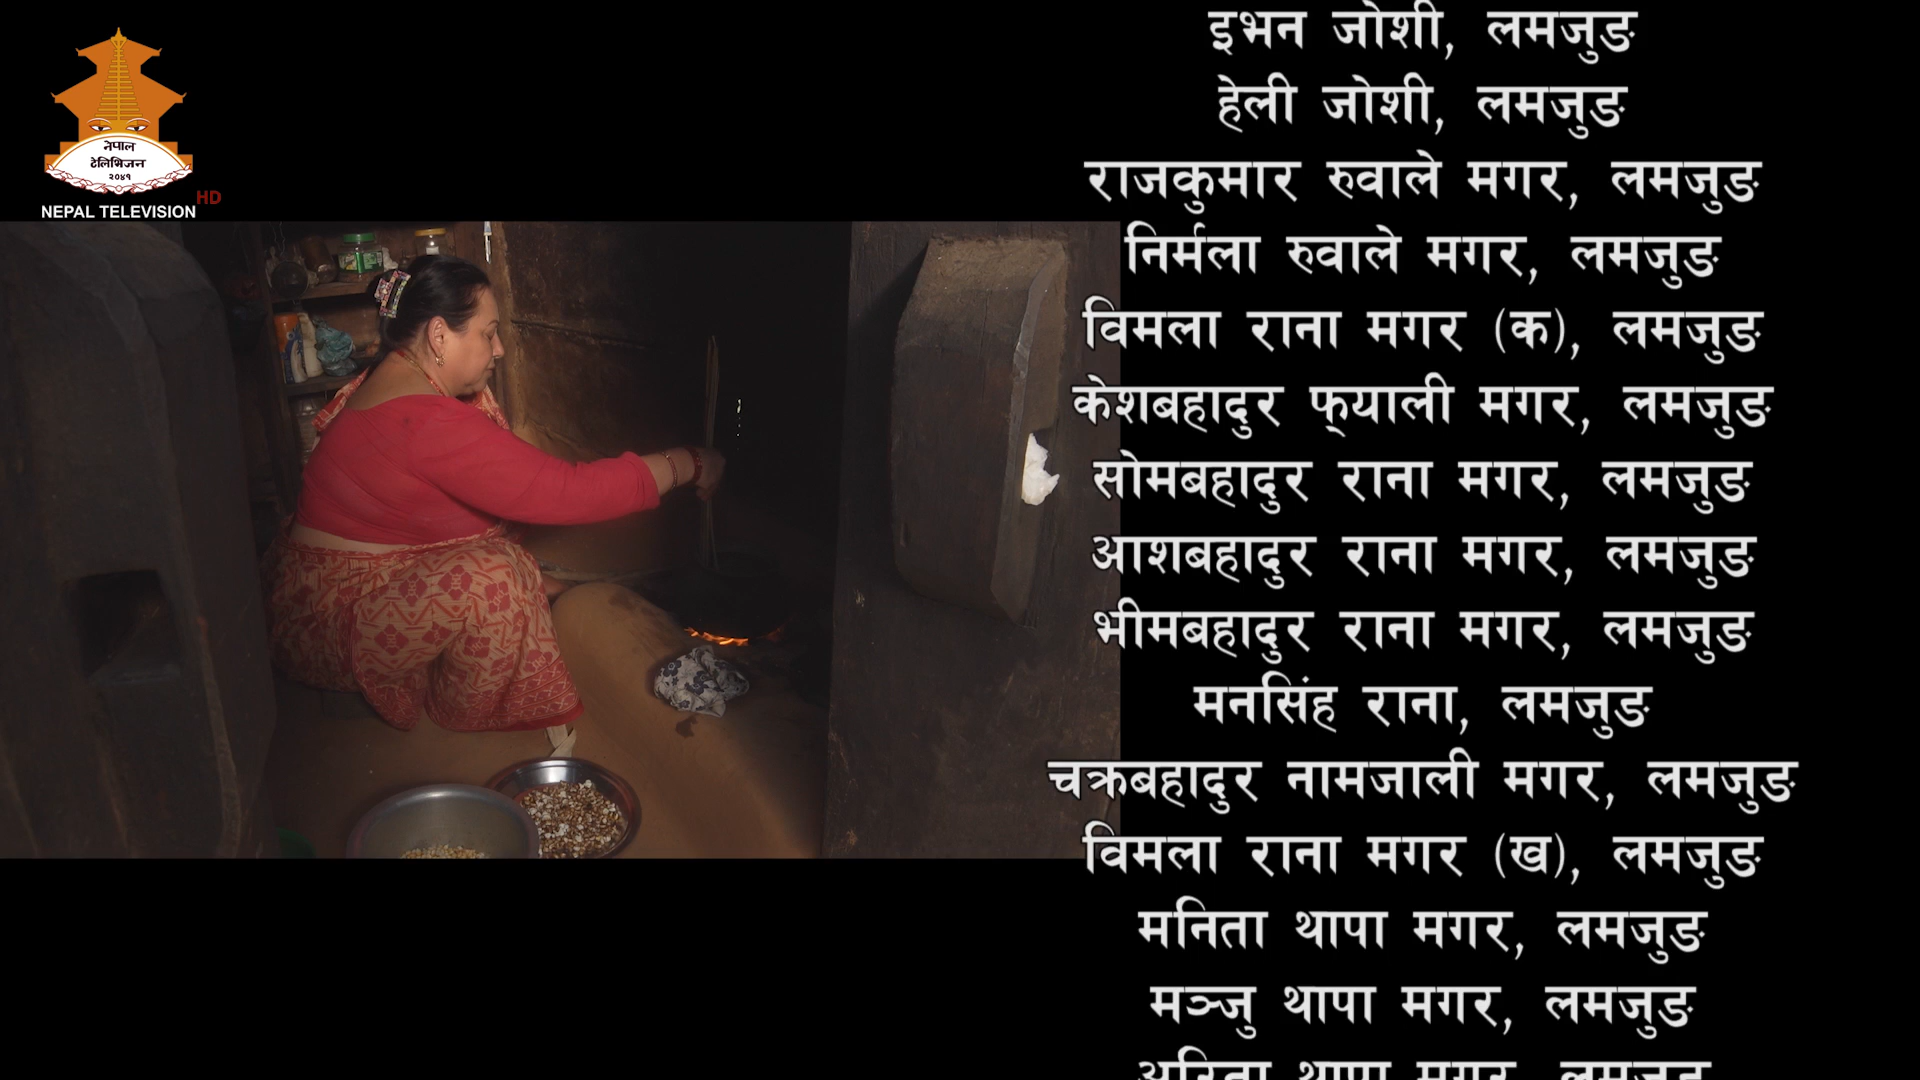 नेपाल
टेलिभिजन
२०४१
HD
NEPAL TELEVISION
इभन जोशी, लमजुङ
हेली जोशी, लमजुङ
राजकुमार रुवाले मगर, लमजुङ
निर्मला रुवाले मगर, लमजुङ
विमला राना मगर (क), लमजुङ
केशबहादुर फ्याली मगर, लमजुङ
सोमबहादुर राना मगर, लमजुङ
आशबहादुर राना मगर, लमजुङ
भीमबहादुर राना मगर, लमजुङ
मनसिंह राना, लमजुङ
चक्रबहादुर नामजाली मगर, लमजुङ
विमला राना मगर (ख), लमजुङ
मनिता थापा मगर, लमजुङ
मञ्जु थापा मगर, लमजुङ
थापा मगर, लमजुङ